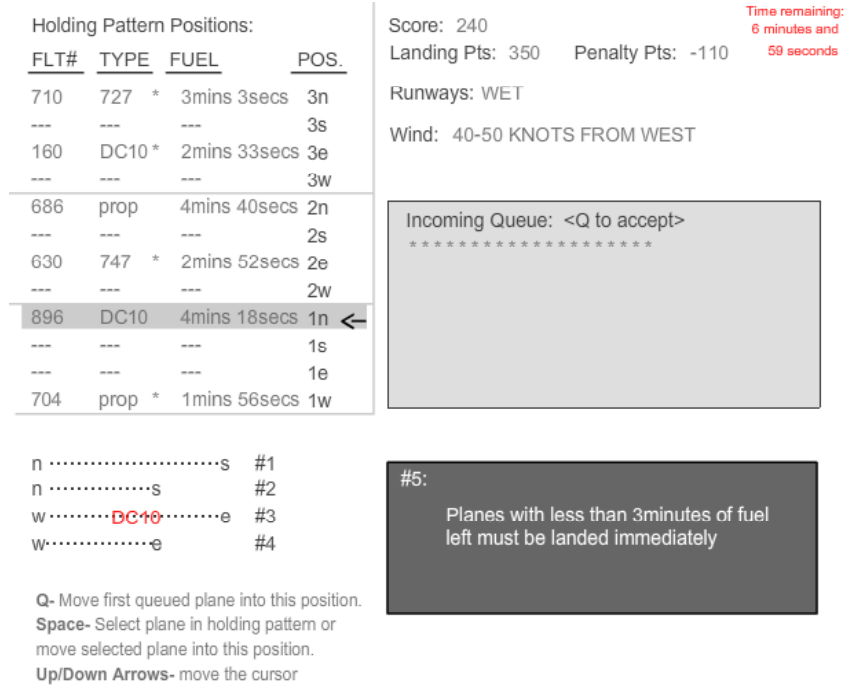 Holding Pattern Positions:
FLT# TYPE FUEL POS.
710 727 * 3mins 3secs 3n
--- --- --- 3s
160 DC10 * 2mins 33secs 3e
--- --- --- 3w
686 prop 4mins 40secs 2n
--- --- --- 2s
630 747 * 2mins 52secs 2e
--- --- --- 2w
896 DC10 4mins 18secs 1n <-
--- --- --- 1s
--- --- --- 1e
704 prop * 1mins 56secs 1w
n ·························s #1
n ···············s #2
w ·········DC10·········e #3
w················e #4
Q- Move first queued plane into this position.
Space- Select plane in holding pattern or
move selected plane into this position.
Up/Down Arrows- move the cursor
Score: 240
Landing Pts: 350 Penalty Pts: -110
Runways: WET
Wind: 40-50 KNOTS FROM WEST
Time remaining:
6 minutes and
59 seconds
Incoming Queue: <Q to accept>
* * * * * * * * * * * * * * * * * * * *
#5:
Planes with less than 3minutes of fuel
left must be landed immediately